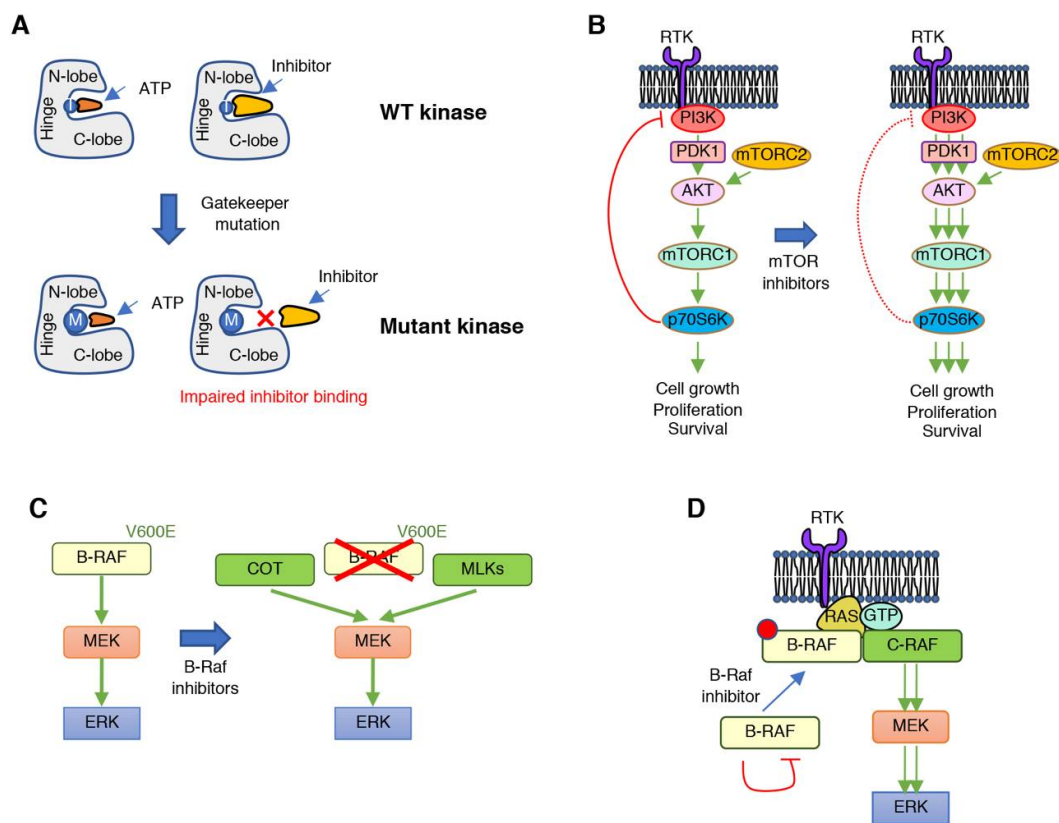 A
N-lobe
Hinge
T
C-lobe
ATP
N-lobe
Hinge
T
C-lobe
Inhibitor
WT kinase
Gatekeeper
mutation
N-lobe
Hinge
M
C-lobe
ATP
N-lobe
Hinge
M
C-lobe
Inhibitor
Mutant kinase
Impaired inhibitor binding
B
RTK
PI3K
PDK1
mTORC2
AKT
mTORC1
p70S6K
Cell growth
Proliferation
Survival
mTOR
inhibitors
RTK
PI3K
PDK1
mTORC2
AKT
mTORC1
p70S6K
Cell growth
Proliferation
Survival
C
V600E
B-RAF
MEK
ERK
B-Raf
inhibitors
V600E
COT
B-RAF
MLKs
MEK
ERK
D
RTK
RAS
GTP
B-RAF
C-RAF
B-Raf
inhibitor
B-RAF
MEK
ERK